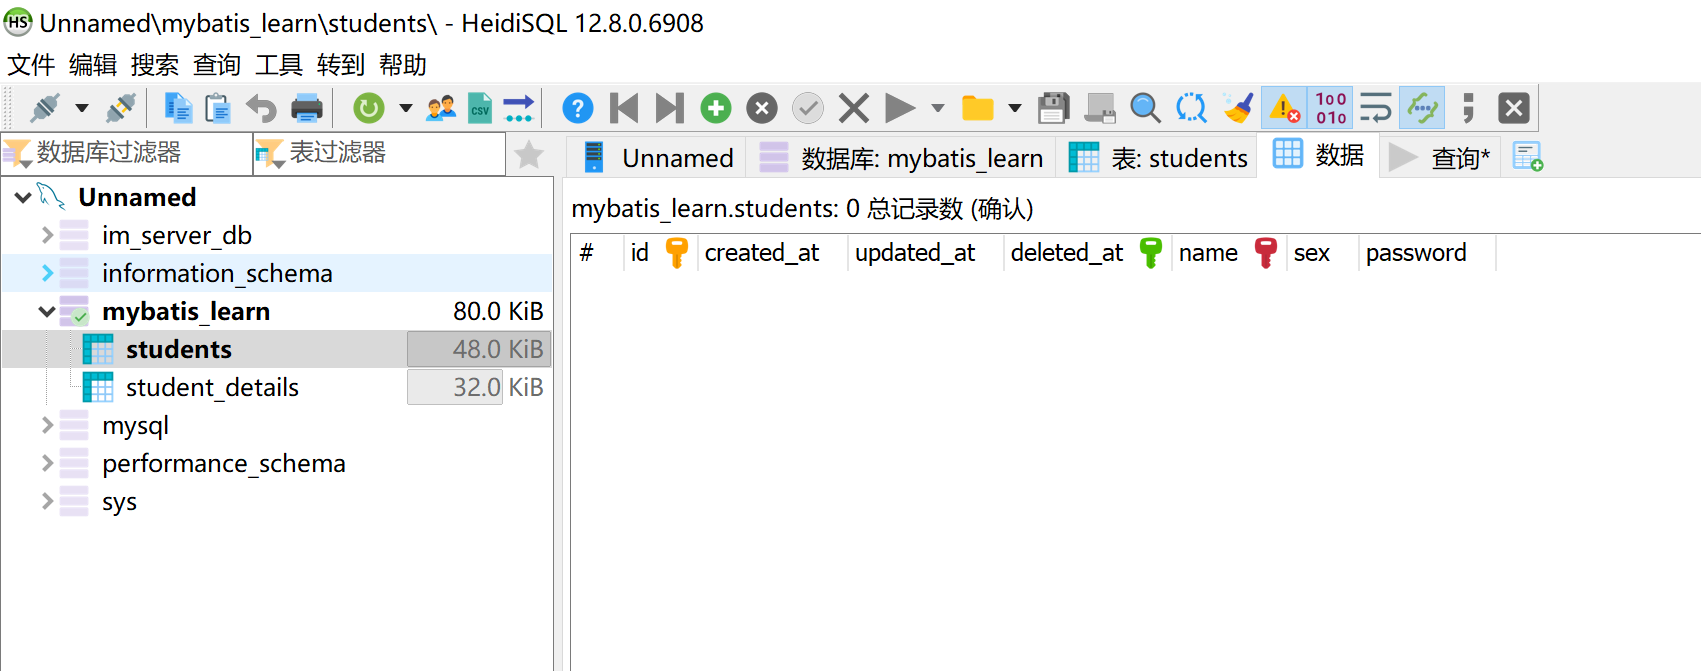 HS Unnamed\mybatis_learn\students\ - HeidiSQL 12.8.0.6908
文件 编辑 搜索 查询 工具 转到 帮助
CSV ? 100 010 ;
数据库过滤器 表过滤器 Unnamed 数据库: mybatis_learn 表: students 数据 查询*
Unnamed
im_server_db
information_schema
mybatis_learn 80.0 KiB
students 48.0 KiB
student_details 32.0 KiB
mysql
performance_schema
sys
mybatis_learn.students: 0 总记录数 (确认)
# id created_at updated_at deleted_at name sex password